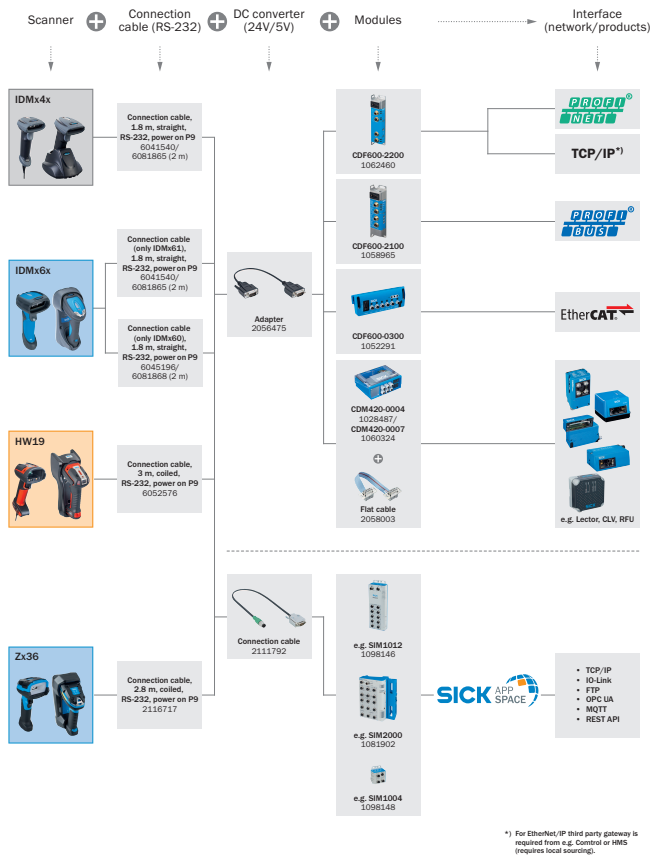 Scanner
Connection
cable (RS-232)
DC converter
(24V/5V)
Modules
Interface
(network/products)
IDMx4x
Connection cable,
1.8 m, straight,
RS-232, power on P9
6041540/
6081865 (2 m)
IDMx6x
Connection cable
(only IDMx61),
1.8 m, straight,
RS-232, power on P9
6041540/
6081865 (2 m)
Connection cable
(only IDMx60),
1.8 m, straight,
RS-232, power on P9
6045196/
6081868 (2 m)
HW19
Connection cable,
3 m, coiled,
RS-232, power on P9
6052576
Zx36
Connection cable,
2.8 m, coiled,
RS-232, power on P9
2116717
Adapter
2056475
Connection cable
2111792
CDF600-2200
1062460
CDF600-2100
1058965
CDF600-0300
1052291
CDM420-0004
1028487/
CDM420-0007
1060324
Flat cable
2058003
e.g. SIM1012
1098146
e.g. SIM2000
1081902
e.g. SIM1004
1098148
PROFI
NET
TCP/IP*)
PROFI
BUS
EtherCAT
e.g. Lector, CLV, RFU
SICK APP
SPACE
• TCP/IP
• IO-Link
• FTP
• OPC UA
• MQTT
• REST API
*) For EtherNet/IP third party gateway is
required from e.g. Comtrol or HMS
(requires local sourcing).